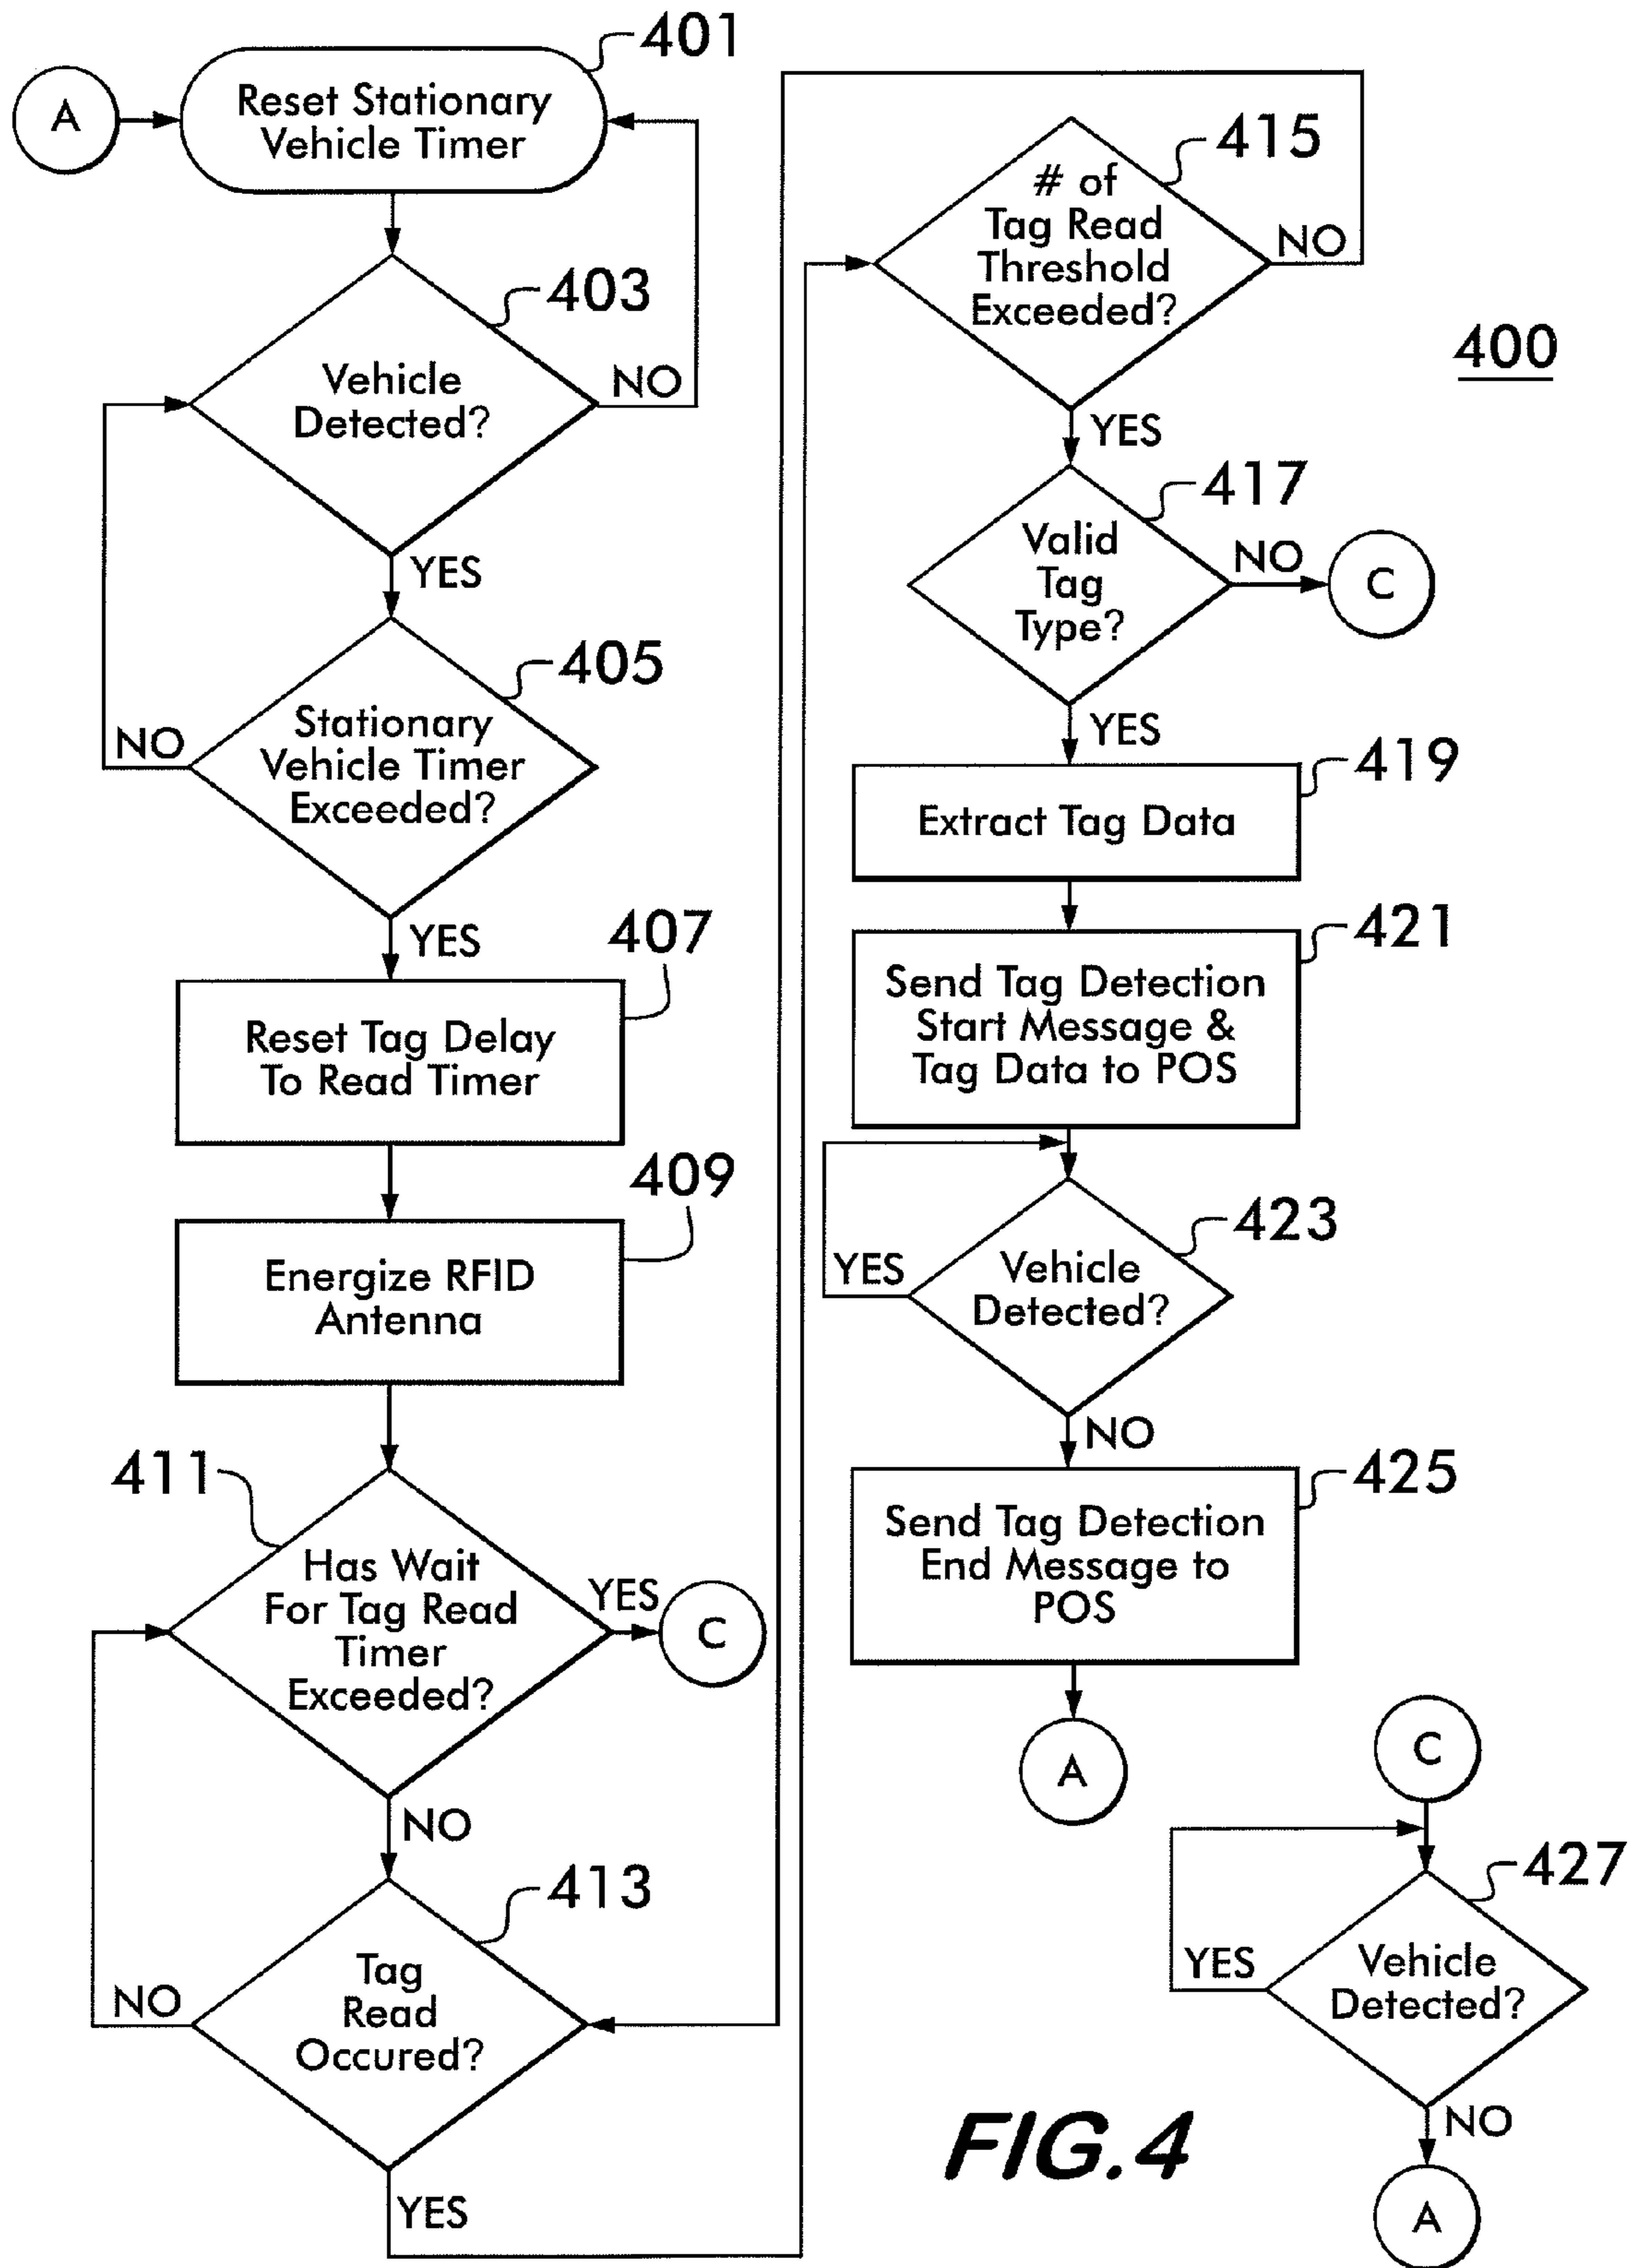 401
A
Reset Stationary
Vehicle Timer
403
Vehicle
Detected?
NO
YES
405
Stationary
Vehicle Timer
Exceeded?
NO
YES
407
Reset Tag Delay
To Read Timer
409
Energize RFID
Antenna
411
Has Wait
For Tag Read
Timer
Exceeded?
YES
C
NO
413
Tag
Read
Occured?
NO
YES
415
# of
Tag Read
Threshold
Exceeded?
NO
400
YES
417
Valid
Tag
Type?
NO
C
YES
419
Extract Tag Data
421
Send Tag Detection
Start Message &
Tag Data to POS
423
Vehicle
Detected?
YES
NO
425
Send Tag Detection
End Message to
POS
A
C
427
Vehicle
Detected?
YES
NO
A
FIG.4